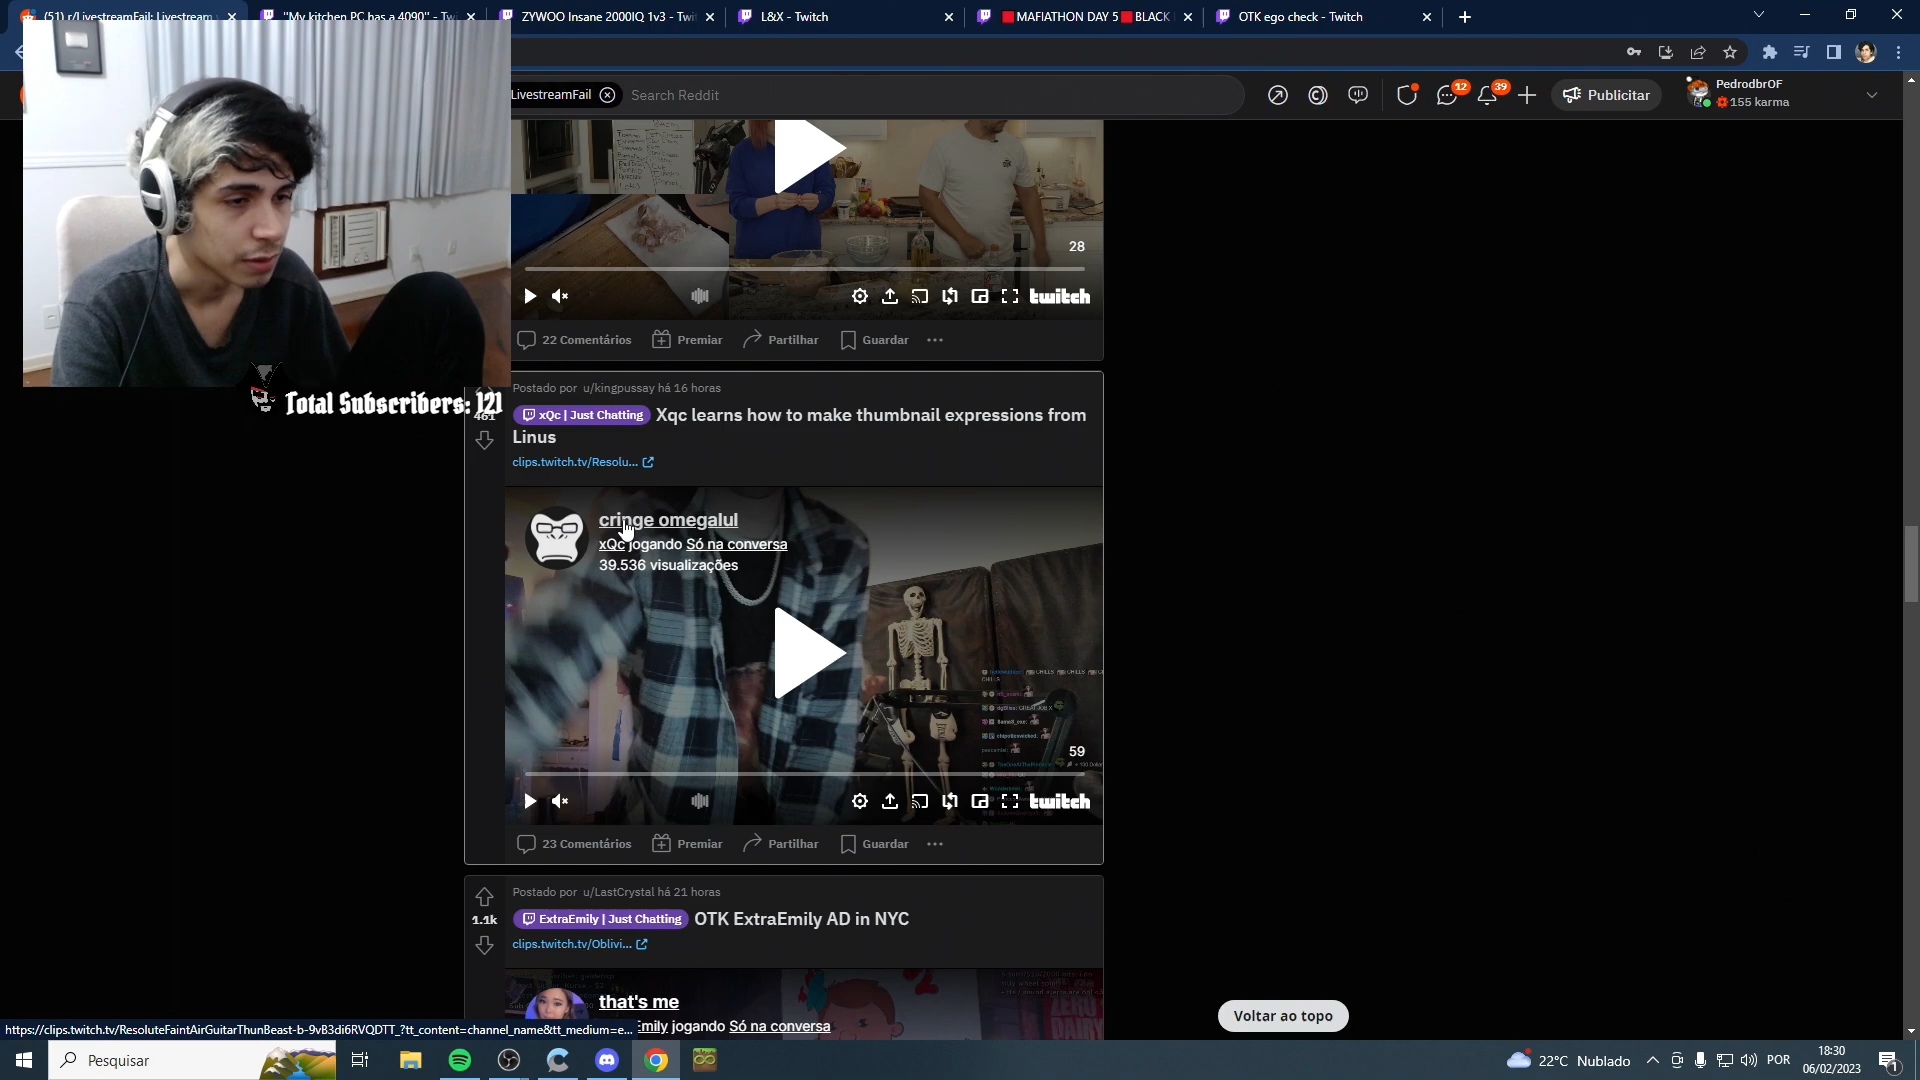 (51) r/LivestreamFail: Livestream
"My kitchen PC has a 4090" - Twi
ZYWOO Insane 2000IQ 1v3 - Twit
L&X - Twitch
MAFIATHON DAY 5 BLACK
OTK ego check - Twitch
LivestreamFail
Search Reddit
12
39
Publicitar
PedrodbrOF
155 karma
28
twitch
22 Comentários
Premiar
Partilhar
Guardar
Total Subscribers: 121
461
Postado por u/kingpussay há 16 horas
xQc | Just Chatting Xqc learns how to make thumbnail expressions from
Linus
clips.twitch.tv/Resolu...
cringe omegalul
xQc jogando Só na conversa
39.536 visualizações
59
twitch
23 Comentários
Premiar
Partilhar
Guardar
Postado por u/LastCrystal há 21 horas
1.1k
ExtraEmily | Just Chatting OTK ExtraEmily AD in NYC
clips.twitch.tv/Oblivi...
that's me
Emily jogando Só na conversa
Voltar ao topo
https://clips.twitch.tv/ResoluteFaintAirGuitarThunBeast-b-9vB3di6RVQDTT_?tt_content=channel_name&tt_medium=e...
Pesquisar
22°C Nublado
POR
18:30
06/02/2023
1